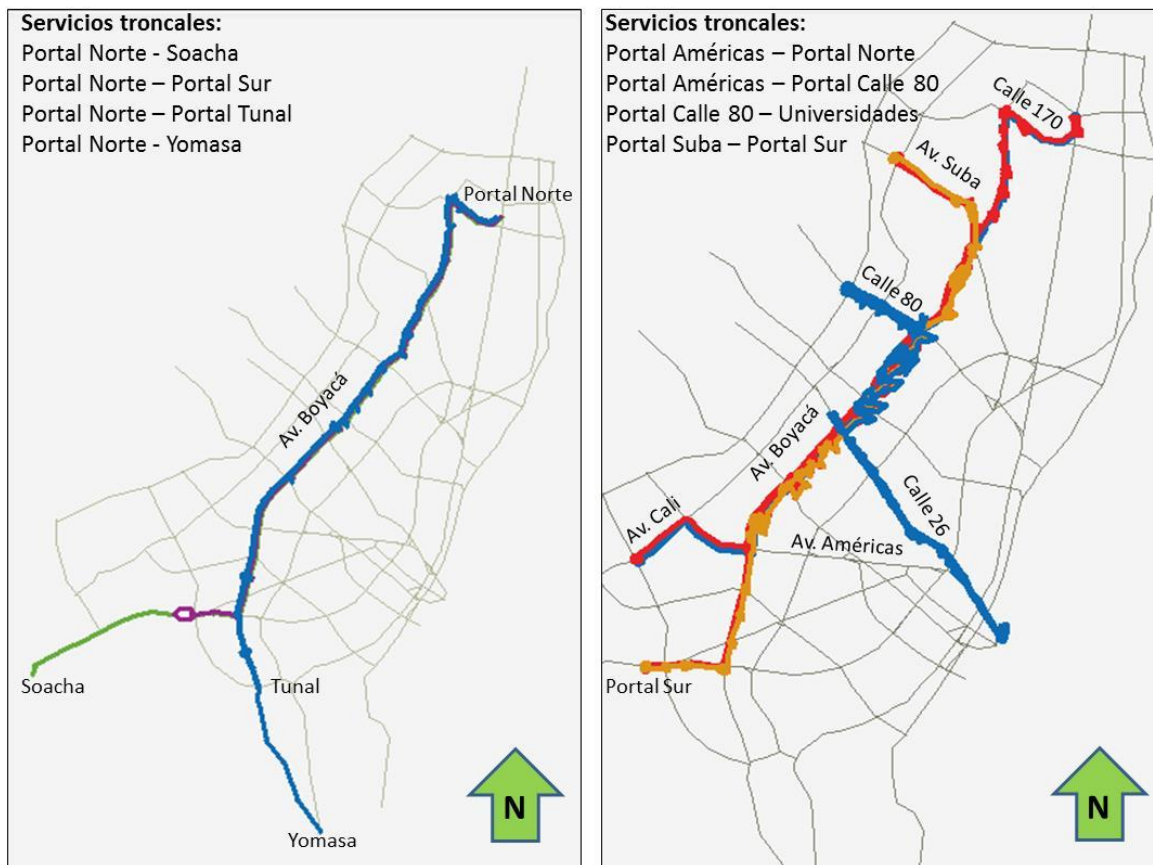 Servicios troncales:
Portal Norte - Soacha
Portal Norte – Portal Sur
Portal Norte – Portal Tunal
Portal Norte - Yomasa
Portal Norte
Av. Boyacá
Soacha
Tunal
Yomasa
N
Servicios troncales:
Portal Américas – Portal Norte
Portal Américas – Portal Calle 80
Portal Calle 80 – Universidades
Portal Suba – Portal Sur
Calle 170
Av. Suba
Calle 80
Av. Boyacá
Calle 26
Av. Cali
Av. Américas
Portal Sur
N